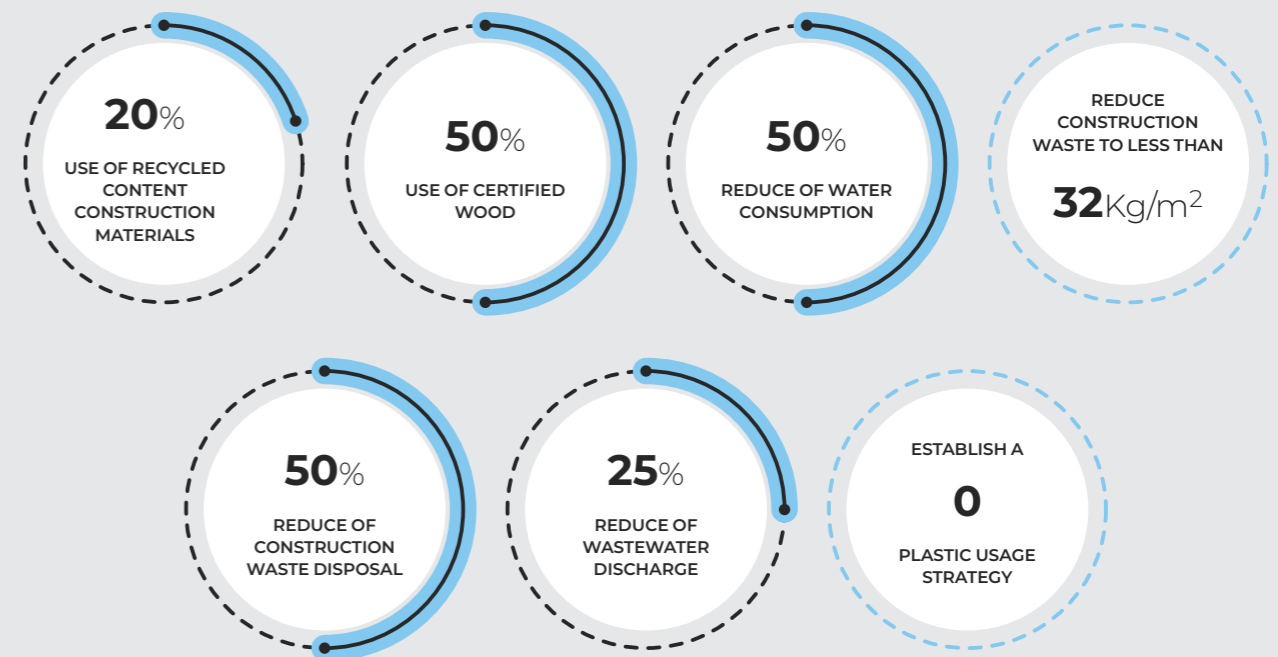 20%
USE OF RECYCLED
CONTENT
CONSTRUCTION
MATERIALS
50%
USE OF CERTIFIED
WOOD
50%
REDUCE OF WATER
CONSUMPTION
REDUCE
CONSTRUCTION
WASTE TO LESS THAN
32Kg/m²
50%
REDUCE OF
CONSTRUCTION
WASTE DISPOSAL
25%
REDUCE OF
WASTEWATER
DISCHARGE
ESTABLISH A
0
PLASTIC USAGE
STRATEGY